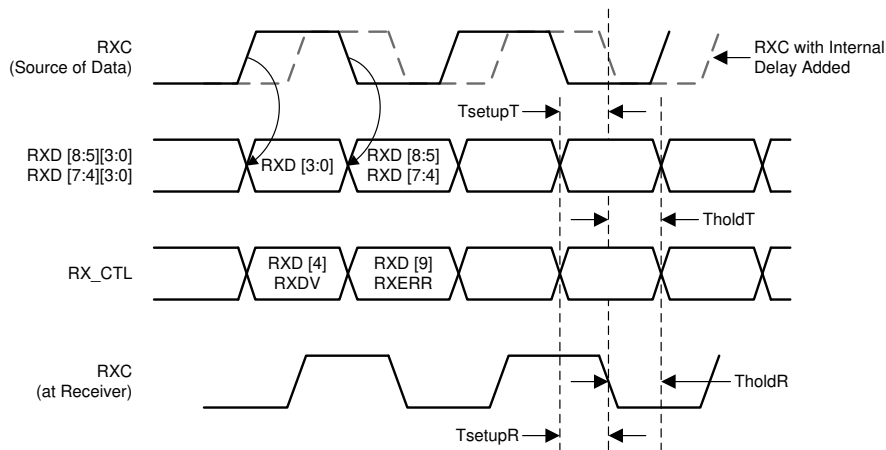 RXC
(Source of Data)
RXC with Internal
Delay Added
TsetupT
RXD [8:5][3:0]
RXD [7:4][3:0]
RXD [3:0]
RXD [8:5]
RXD [7:4]
TholdT
RX_CTL
RXD [4]
RXDV
RXD [9]
RXERR
RXC
(at Receiver)
TholdR
TsetupR